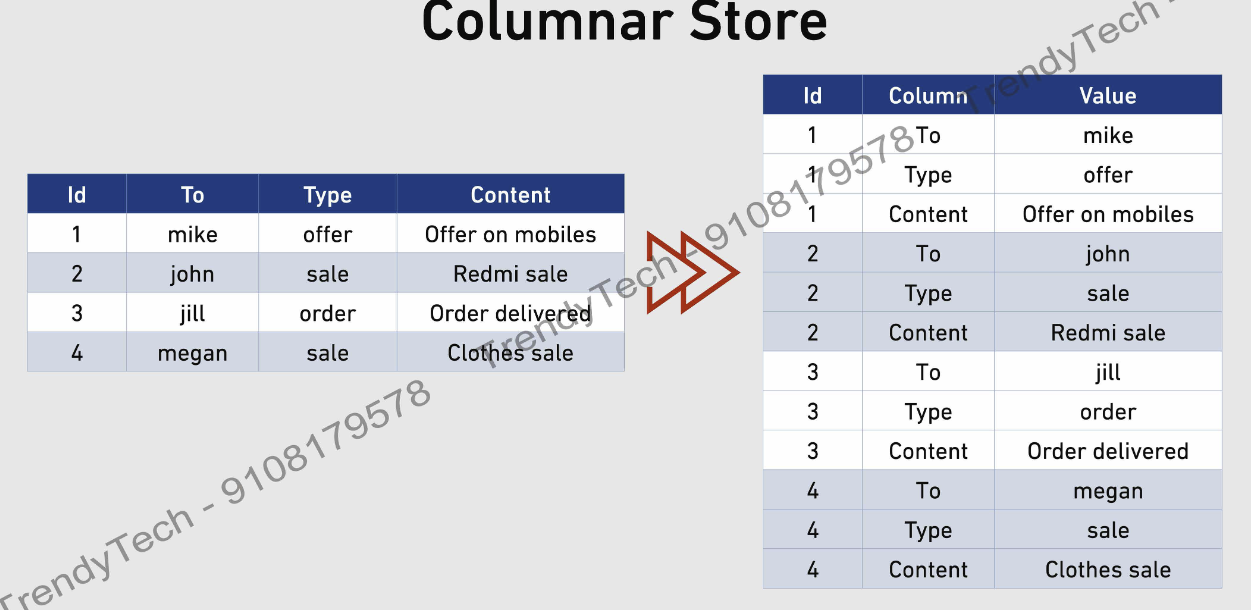 Columnar Store
Id To Type Content
1 mike offer Offer on mobiles
2 john sale Redmi sale
3 jill order Order delivered
4 megan sale Clothes sale
Id Column Value
1 To mike
1 Type offer
1 Content Offer on mobiles
2 To john
2 Type sale
2 Content Redmi sale
3 To jill
3 Type order
3 Content Order delivered
4 To megan
4 Type sale
4 Content Clothes sale
TrendyTech - 9108179578
TrendyTech - 9108179578
TrendyTech -